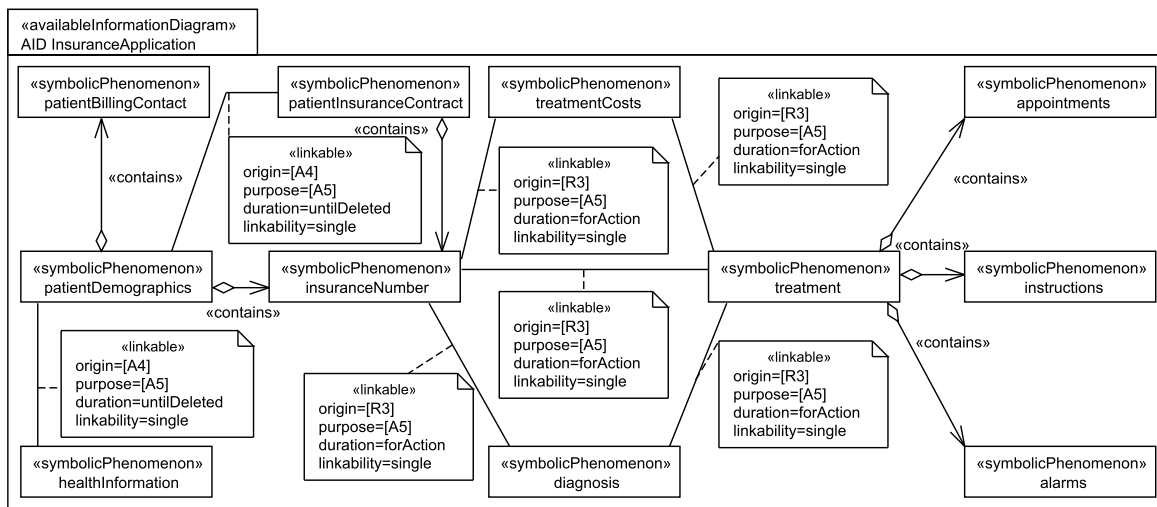 «availableInformationDiagram»
AID InsuranceApplication
«symbolicPhenomenon»
patientBillingContact
«symbolicPhenomenon»
patientInsuranceContract
«symbolicPhenomenon»
treatmentCosts
«linkable»
origin=[R3]
purpose=[A5]
duration=forAction
linkability=single
«symbolicPhenomenon»
appointments
«contains»
«contains»
«linkable»
origin=[A4]
purpose=[A5]
duration=untilDeleted
linkability=single
«linkable»
origin=[R3]
purpose=[A5]
duration=forAction
linkability=single
«contains»
«symbolicPhenomenon»
patientDemographics
«contains»
«symbolicPhenomenon»
insuranceNumber
«symbolicPhenomenon»
treatment
«contains»
«symbolicPhenomenon»
instructions
«linkable»
origin=[A4]
purpose=[A5]
duration=untilDeleted
linkability=single
«linkable»
origin=[R3]
purpose=[A5]
duration=forAction
linkability=single
«linkable»
origin=[R3]
purpose=[A5]
duration=forAction
linkability=single
«linkable»
origin=[R3]
purpose=[A5]
duration=forAction
linkability=single
«contains»
«symbolicPhenomenon»
healthInformation
«symbolicPhenomenon»
diagnosis
«symbolicPhenomenon»
alarms